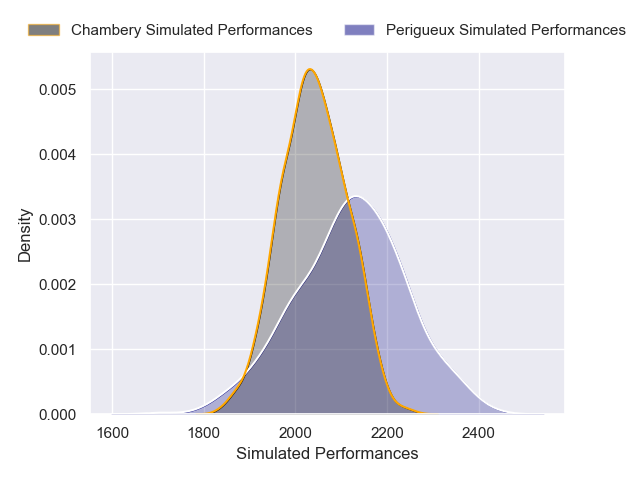 Chambery Simulated Performances
Perigueux Simulated Performances
0.005
0.004
0.003
0.002
0.001
0.000
Density
1600
1800
2000
2200
2400
Simulated Performances